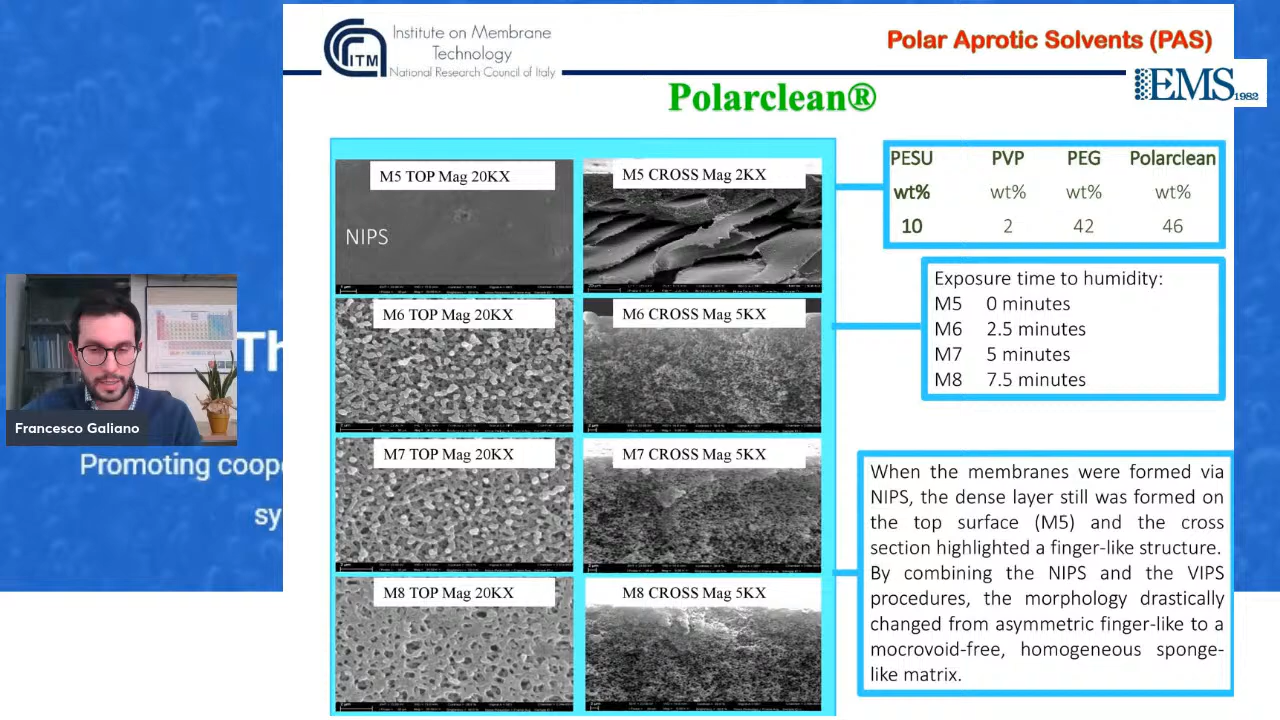 Institute on Membrane
Technology
National Research Council of Italy
ITM
Polar Aprotic Solvents (PAS)
EMS 1982
Polarclean®
M5 TOP Mag 20KX
M5 CROSS Mag 2KX
NIPS
M6 TOP Mag 20KX
M6 CROSS Mag 5KX
M7 TOP Mag 20KX
M7 CROSS Mag 5KX
M8 TOP Mag 20KX
M8 CROSS Mag 5KX
PESU PVP PEG Polarclean
wt% wt% wt% wt%
10 2 42 46
Exposure time to humidity:
M5 0 minutes
M6 2.5 minutes
M7 5 minutes
M8 7.5 minutes
When the membranes were formed via
NIPS, the dense layer still was formed on
the top surface (M5) and the cross
section highlighted a finger-like structure.
By combining the NIPS and the VIPS
procedures, the morphology drastically
changed from asymmetric finger-like to a
mocrovoid-free, homogeneous sponge-
like matrix.
Th
Francesco Galiano
Promoting coope
sy